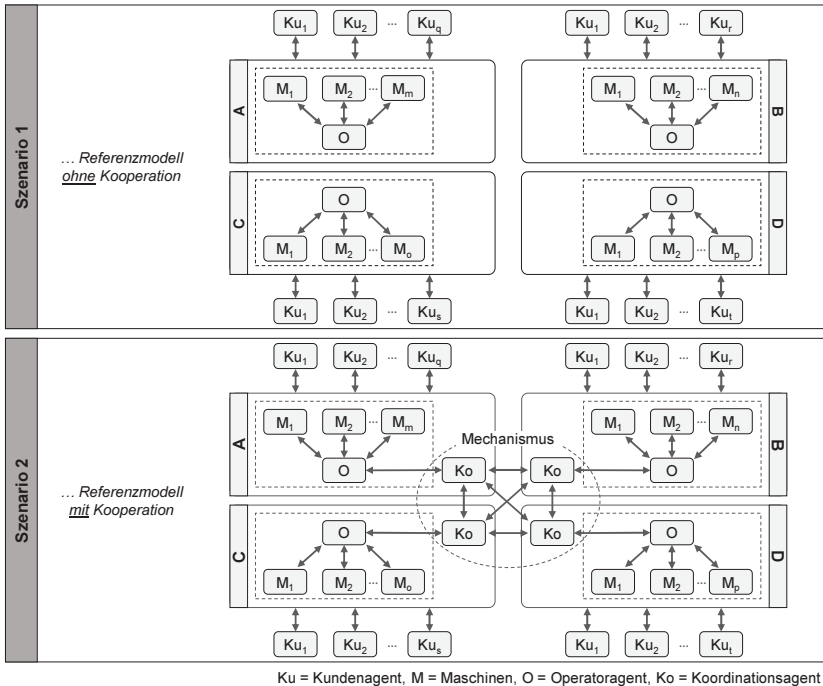 Szenario 1
... Referenzmodell
ohne Kooperation
Ku1 Ku2 ... Kuq
Ku1 Ku2 ... Kur
A
M1 M2 ... Mm
O
M1 M2 ... Mn
O
B
C
O
M1 M2 ... Mo
O
M1 M2 ... Mp
D
Ku1 Ku2 ... Kus
Ku1 Ku2 ... Kut
Szenario 2
... Referenzmodell
mit Kooperation
Ku1 Ku2 ... Kuq
Ku1 Ku2 ... Kur
A
M1 M2 ... Mm
O
Mechanismus
Ko Ko
M1 M2 ... Mn
O
B
C
O
M1 M2 ... Mo
Ko Ko
O
M1 M2 ... Mp
D
Ku1 Ku2 ... Kus
Ku1 Ku2 ... Kut
Ku = Kundenagent, M = Maschinen, O = Operatoragent, Ko = Koordinationsagent